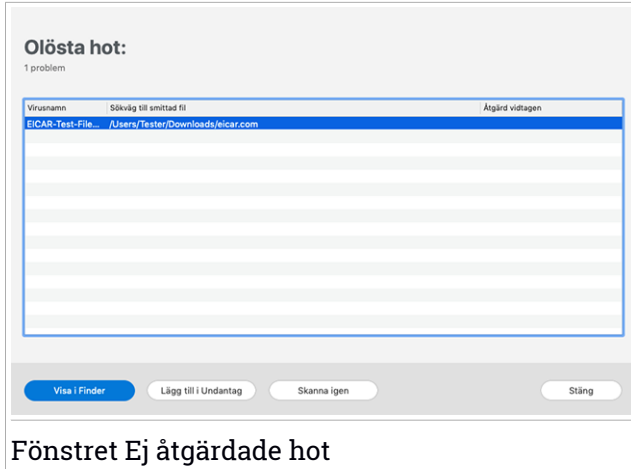 Olösta hot:
1 problem
Virusnamn Sökväg till smittad fil Åtgärd vidtagen
EICAR-Test-File... /Users/Tester/Downloads/eicar.com
Visa i Finder Lägg till i Undantag Skanna igen Stäng
Fönstret Ej åtgärdade hot